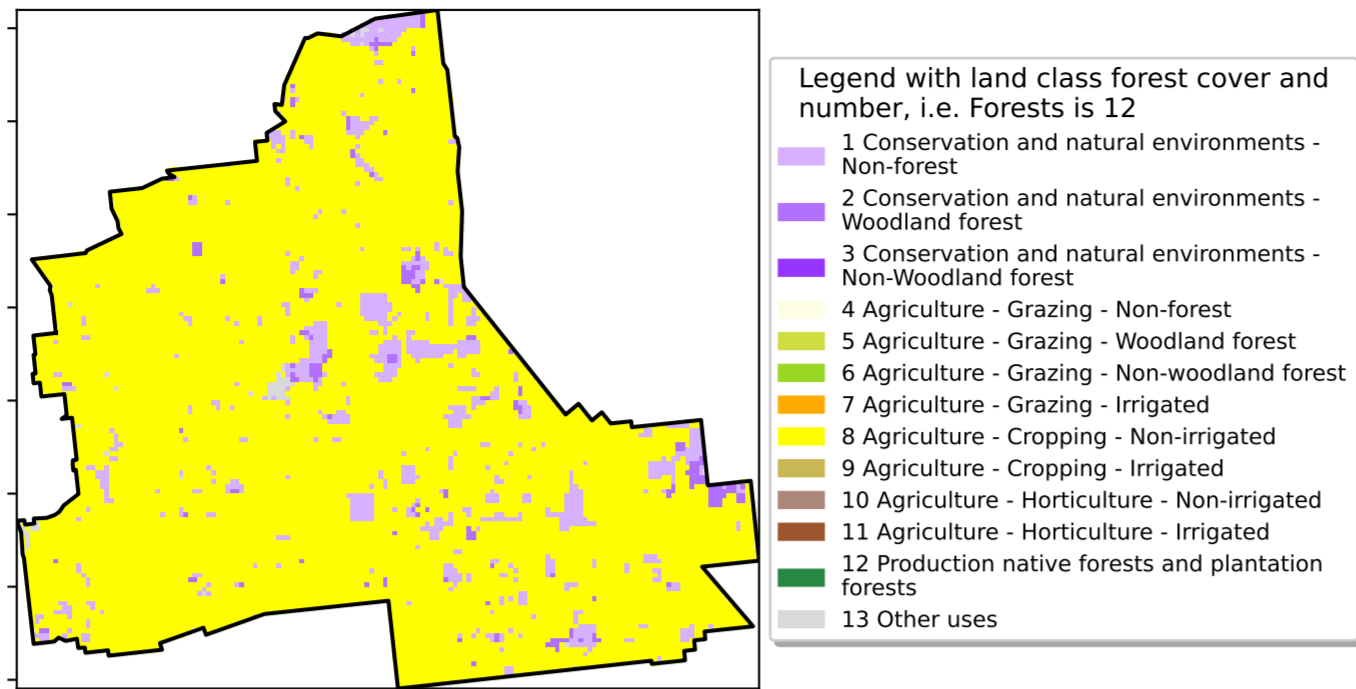 Legend with land class forest cover and
number, i.e. Forests is 12
1 Conservation and natural environments -
Non-forest
2 Conservation and natural environments -
Woodland forest
3 Conservation and natural environments -
Non-Woodland forest
4 Agriculture - Grazing - Non-forest
5 Agriculture - Grazing - Woodland forest
6 Agriculture - Grazing - Non-woodland forest
7 Agriculture - Grazing - Irrigated
8 Agriculture - Cropping - Non-irrigated
9 Agriculture - Cropping - Irrigated
10 Agriculture - Horticulture - Non-irrigated
11 Agriculture - Horticulture - Irrigated
12 Production native forests and plantation
forests
13 Other uses